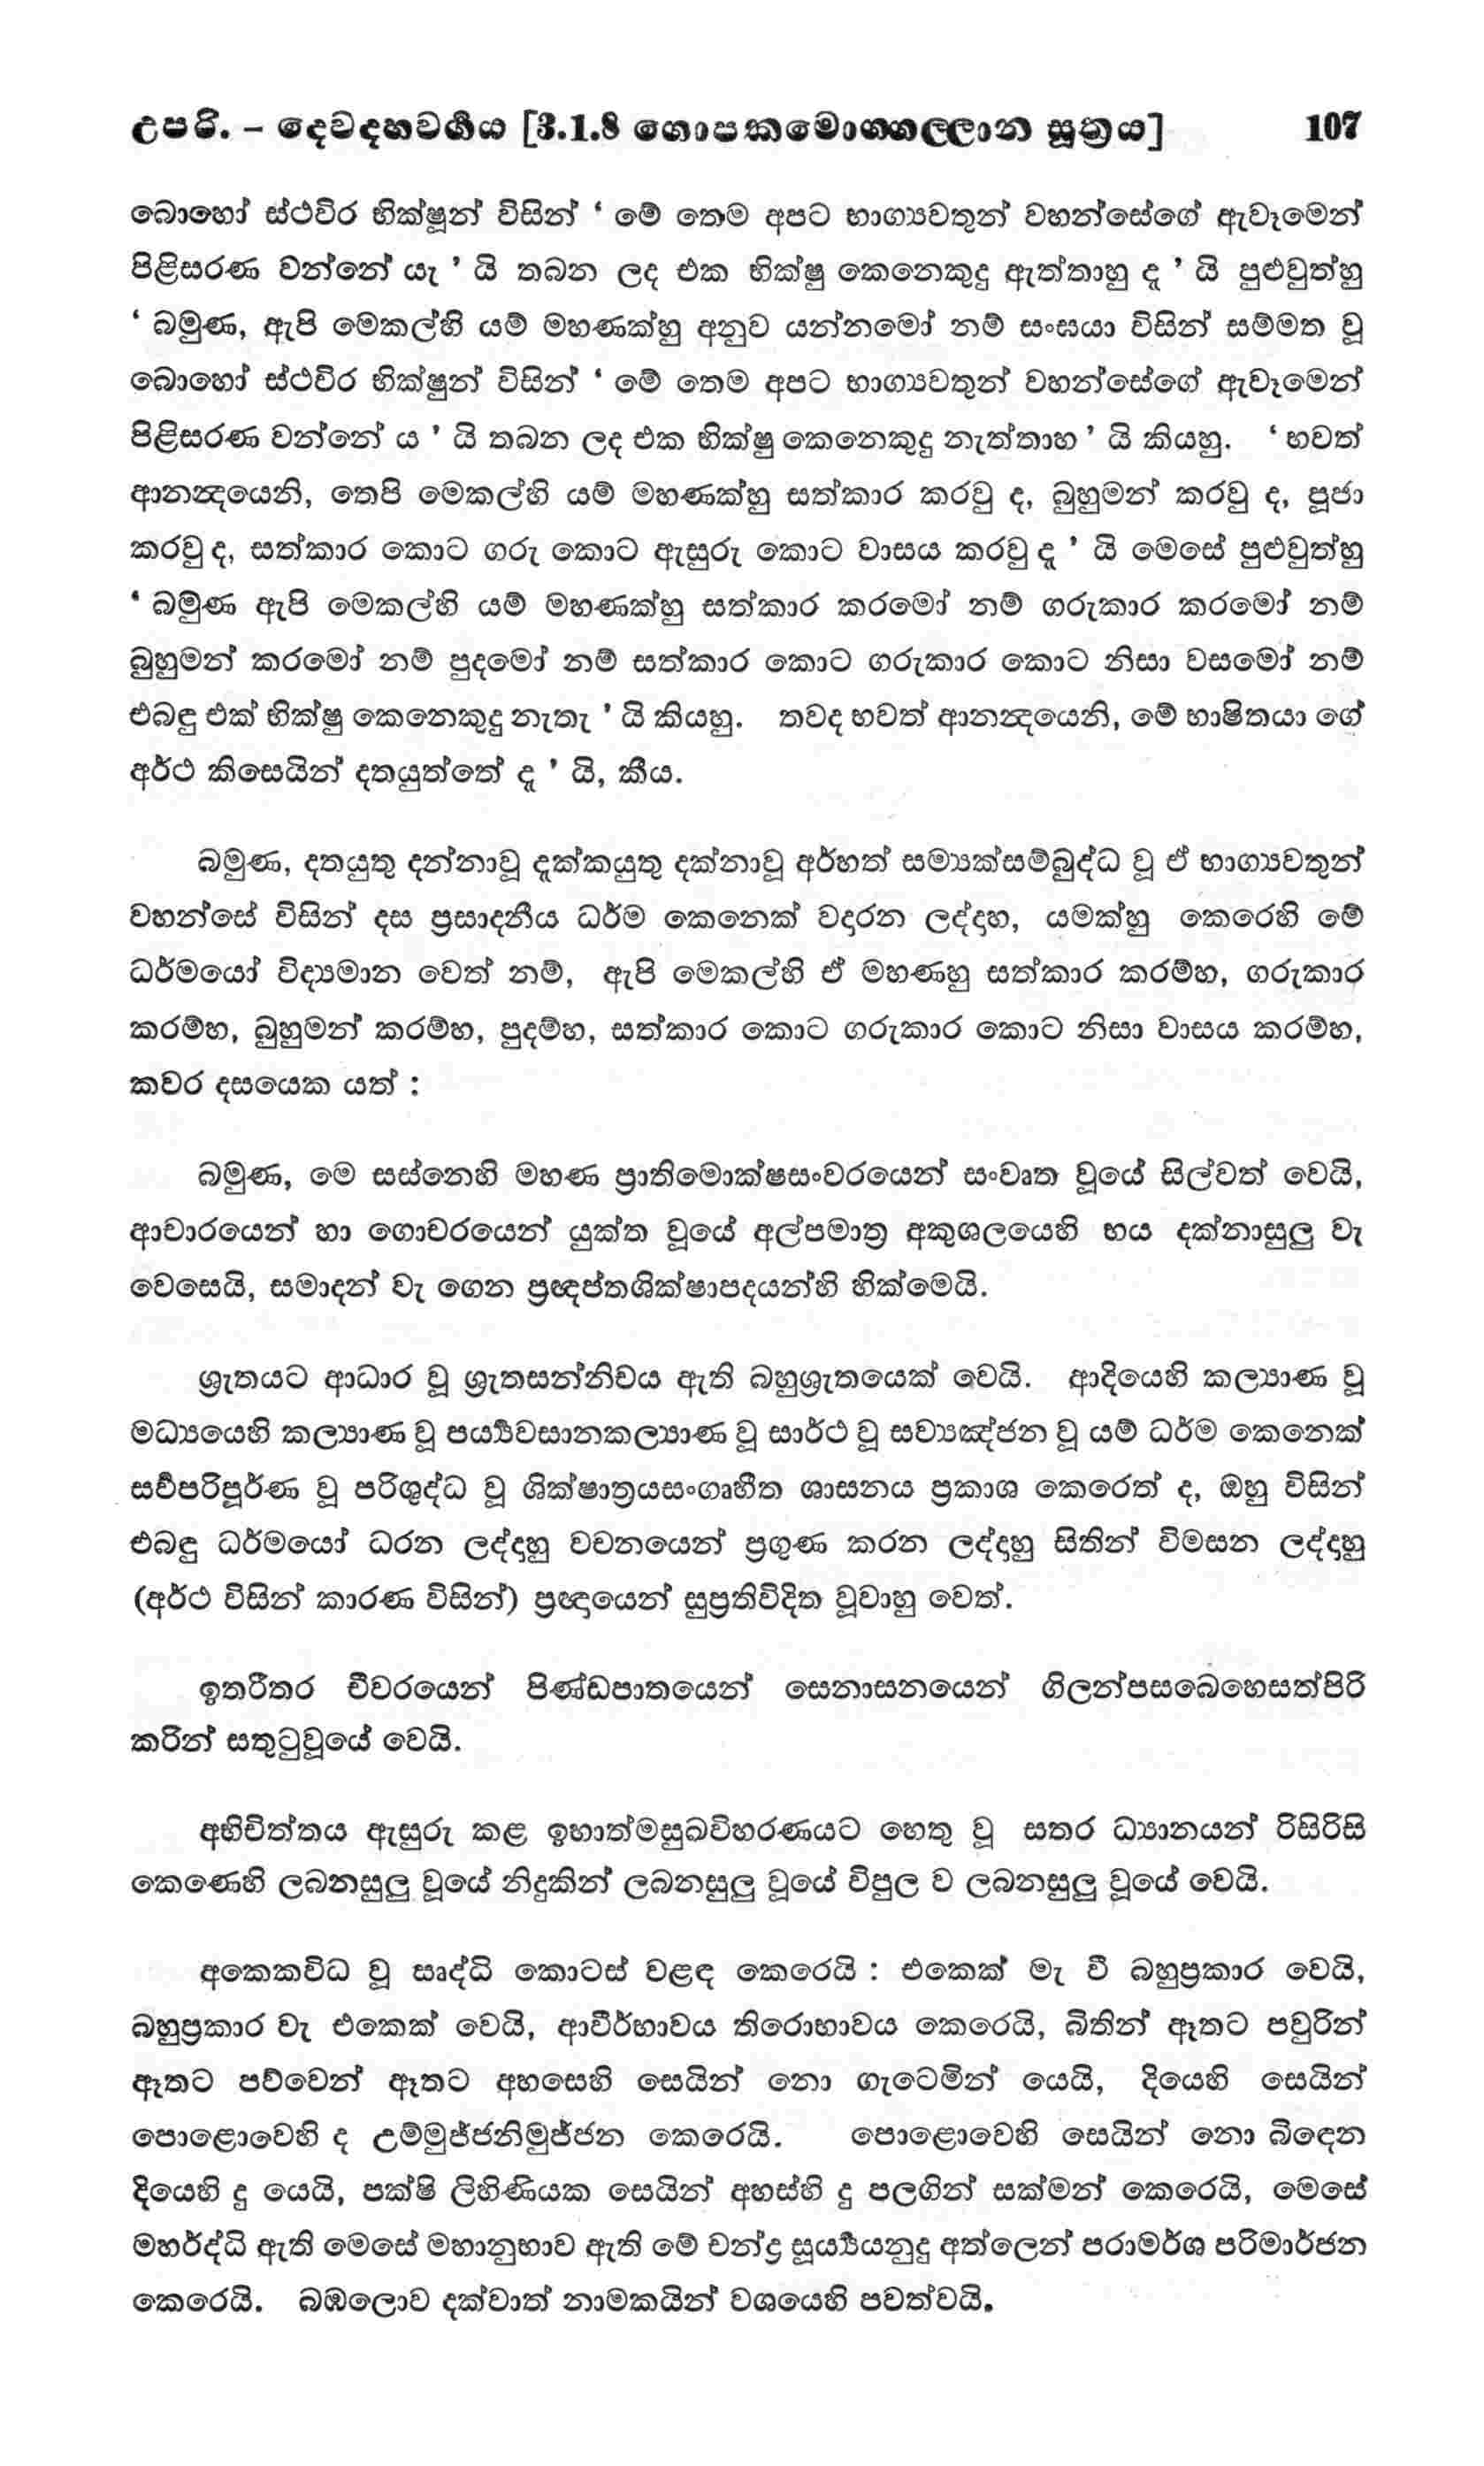 උපරි. – දෙවදහවර්‍ගය [3.1.8 ගොපකමොග්ගල්ලාන සූත්‍රය] 107
බොහෝ ස්ථවිර භික්ෂූන් විසින් ‘ මේ තෙම අපට භාග්‍යවතුන් වහන්සේගේ ඇවෑමෙන්
පිළිසරණ වන්නේ යැ ’ යි තබන ලද එක භික්ෂු කෙනෙකුදු ඇත්තාහු දැ ’ යි පුළුවුත්හු
‘ බමුණ, ඇපි මෙකල්හි යම් මහණක්හු අනුව යන්නමෝ නම් සංඝයා විසින් සම්මත වූ
බොහෝ ස්ථවිර භික්ෂූන් විසින් ‘ මේ තෙම අපට භාග්‍යවතුන් වහන්සේගේ ඇවෑමෙන්
පිළිසරණ වන්නේ ය ’ යි තබන ලද එක භික්ෂු කෙනෙකුදු නැත්තාහ ’ යි කියහු. ‘ භවත්
ආනන්‍දයෙනි, තෙපි මෙකල්හි යම් මහණක්හු සත්කාර කරවු ද, බුහුමන් කරවු ද, පූජා
කරවු ද, සත්කාර කොට ගරු කොට ඇසුරු කොට වාසය කරවු දැ ’ යි මෙසේ පුළුවුත්හු
‘ බමුණ ඇපි මෙකල්හි යම් මහණක්හු සත්කාර කරමෝ නම් ගරුකාර කරමෝ නම්
බුහුමන් කරමෝ නම් පුදමෝ නම් සත්කාර කොට ගරුකාර කොට නිසා වසමෝ නම්
එබඳු එක් භික්ෂු කෙනෙකුදු නැතැ ’ යි කියහු. තවද භවත් ආනන්‍දයෙනි, මේ භාෂිතයා ගේ
අර්ථ කිසෙයින් දතයුත්තේ දැ ’ යි, කීය.
බමුණ, දතයුතු දන්නාවූ දැක්කයුතු දක්නාවූ අර්හත් සම්‍යක්සම්බුද්ධ වූ ඒ භාග්‍යවතුන්
වහන්සේ විසින් දස ප්‍රසාදනීය ධර්ම කෙනෙක් වදාරන ලද්දාහ, යමක්හු කෙරෙහි මේ
ධර්මයෝ විද්‍යමාන වෙත් නම්, ඇපි මෙකල්හි ඒ මහණහු සත්කාර කරම්හ, ගරුකාර
කරම්හ, බුහුමන් කරම්හ, පුදම්හ, සත්කාර කොට ගරුකාර කොට නිසා වාසය කරම්හ,
කවර දසයෙක යත් :
බමුණ, මෙ සස්නෙහි මහණ ප්‍රාතිමොක්ෂසංවරයෙන් සංවෘත වූයේ සිල්වත් වෙයි,
ආචාරයෙන් හා ගොචරයෙන් යුක්ත වූයේ අල්පමාත්‍ර අකුශලයෙහි භය දක්නාසුලු වැ
වෙසෙයි, සමාදන් වැ ගෙන ප්‍රඥප්තශික්ෂාපදයන්හි හික්මෙයි.
ශ්‍රුතයට ආධාර වූ ශ්‍රුතසන්නිචය ඇති බහුශ්‍රුතයෙක් වෙයි. ආදියෙහි කල්‍යාණ වූ
මධ්‍යයෙහි කල්‍යාණ වූ පර්‍ය්‍යවසානකල්‍යාණ වූ සාර්ථ වූ සව්‍යඤ්ජන වූ යම් ධර්ම කෙනෙක්
සර්‍වපරිපූර්ණ වූ පරිශුද්ධ වූ ශික්ෂාත්‍රයසංගෘහීත ශාසනය ප්‍රකාශ කෙරෙත් ද, ඔහු විසින්
එබඳු ධර්මයෝ ධරන ලද්දාහු වචනයෙන් ප්‍රගුණ කරන ලද්දාහු සිතින් විමසන ලද්දාහු
(අර්ථ විසින් කාරණ විසින්) ප්‍රඥායෙන් සුප්‍රතිවිදිත වූවාහු වෙත්.
ඉතරීතර චීවරයෙන් පිණ්ඩපාතයෙන් සෙනාසනයෙන් ගිලන්පසබෙහෙසත්පිරි
කරින් සතුටුවූයේ වෙයි.
අභිචිත්තය ඇසුරු කළ ඉහාත්මසුඛවිහරණයට හෙතු වූ සතර ධ්‍යානයන් රිසිරිසි
කෙණෙහි ලබනසුලු වූයේ නිදුකින් ලබනසුලු වූයේ විපුල ව ලබනසුලු වූයේ වෙයි.
අකෙකවිධ වූ සෘද්ධි කොටස් වළඳ කෙරෙයි : එකෙක් මැ වී බහුප්‍රකාර වෙයි,
බහුප්‍රකාර වැ එකෙක් වෙයි, ආවීර්භාවය තිරොභාවය කෙරෙයි, බිතින් ඈතට පවුරින්
ඈතට පව්වෙන් ඈතට අහසෙහි සෙයින් නො ගැටෙමින් යෙයි, දියෙහි සෙයින්
පොළොවෙහි ද උම්මුජ්ජනිමුජ්ජන කෙරෙයි. පොළොවෙහි සෙයින් නො බිඳෙන
දියෙහි දු යෙයි, පක්ෂි ලිහිණියක සෙයින් අහස්හි දු පලගින් සක්මන් කෙරෙයි, මෙසේ
මහර්ද්ධි ඇති මෙසේ මහානුභාව ඇති මේ චන්ද්‍ර සූර්‍ය්‍යයනුදු අත්ලෙන් පරාමර්ශ පරිමාර්ජන
කෙරෙයි. බඹලොව දක්වාත් නාමකයින් වශයෙහි පවත්වයි.